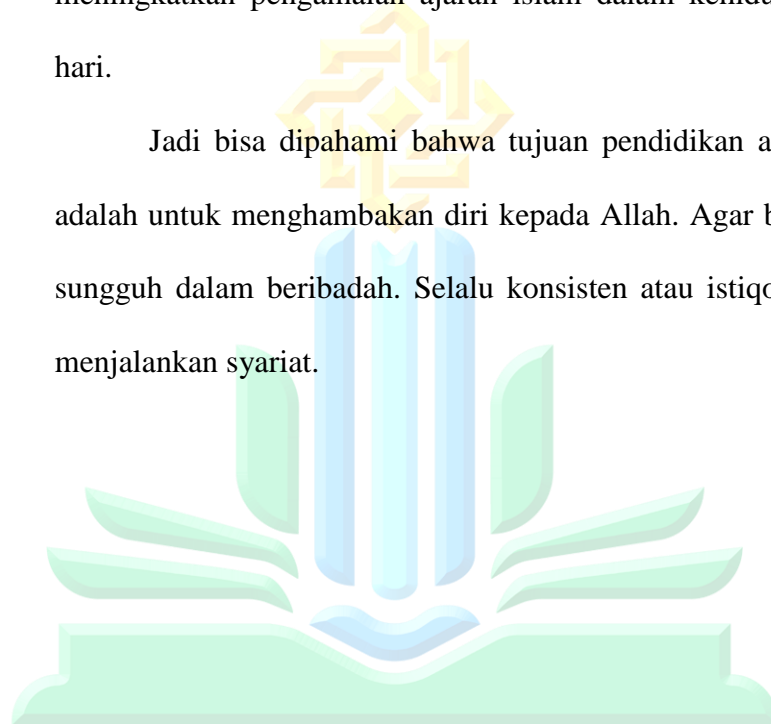 meningkatkan pengamalan ajaran islam dalam
hari.
Jadi bisa dipahami bahwa tujuan pendidikan
adalah untuk menghambakan diri kepada Allah. Agar
sungguh dalam beribadah. Selalu konsisten atau
menjalankan syariat.